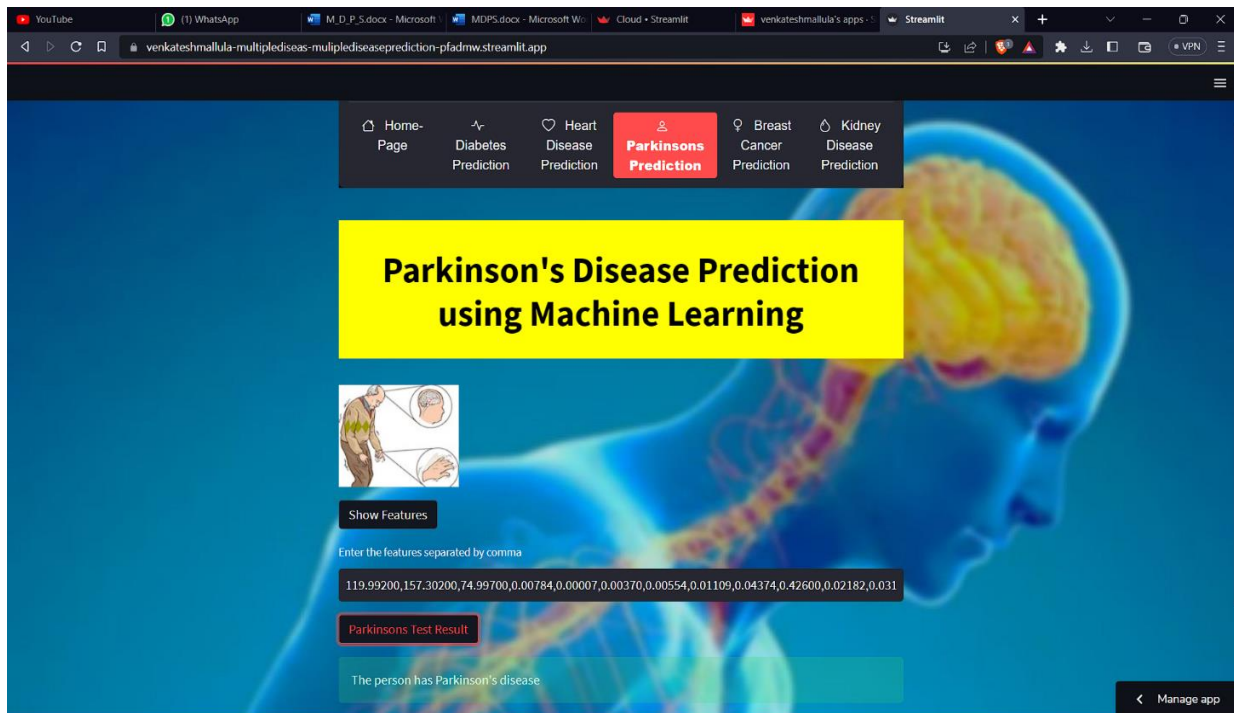 YouTube
(1) WhatsApp
M_D_P_S.docx - Microsoft
MDPS.docx - Microsoft Wo
Cloud • Streamlit
venkateshmallula's apps · S
Streamlit
venkateshmallula-multiplediseas-muliplediseaseprediction-pfadmw.streamlit.app
VPN
Home-
Page
Diabetes
Prediction
Heart
Disease
Prediction
Parkinsons
Prediction
Breast
Cancer
Prediction
Kidney
Disease
Prediction
Parkinson's Disease Prediction
using Machine Learning
Show Features
Enter the features separated by comma
119.99200,157.30200,74.99700,0.00784,0.00007,0.00370,0.00554,0.01109,0.04374,0.42600,0.02182,0.031
Parkinsons Test Result
The person has Parkinson's disease
Manage app